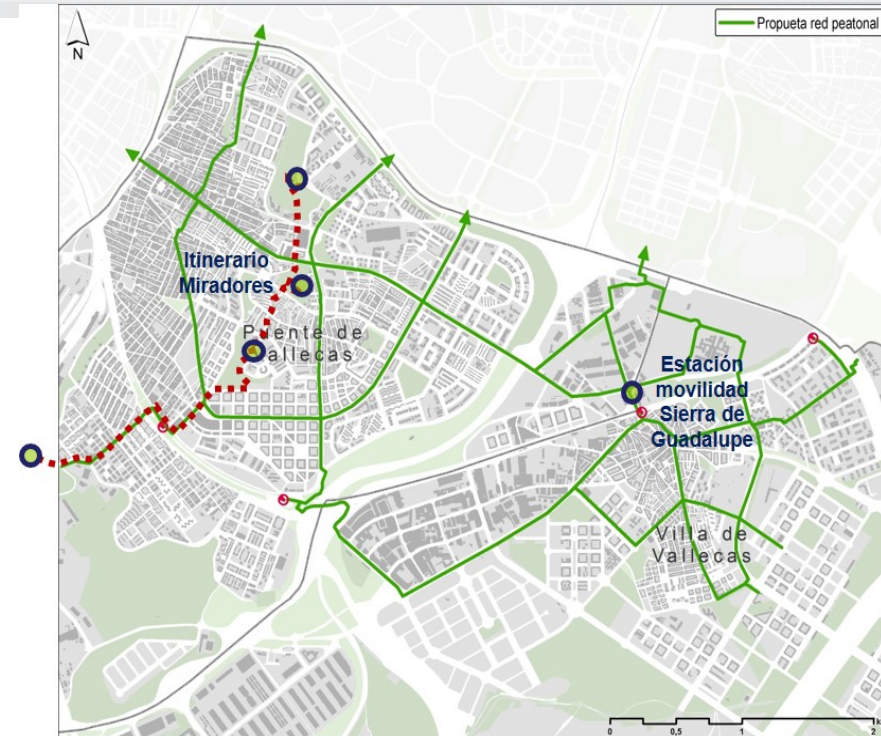 Propueta red peatonal
N
Itinerario
Miradores
Puente de
Vallecas
Estación
movilidad
Sierra de
Guadalupe
Villa de
Vallecas
0 0,5 1 2